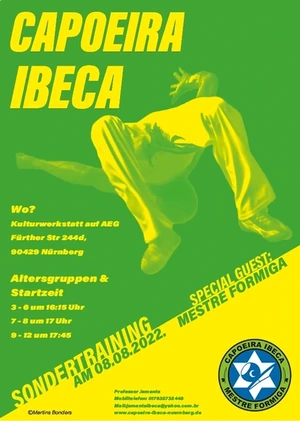 CAPOEIRA
IBECA
Wo?
Kulturwerkstatt auf AEG
Fürther Str 244d,
90429 Nürnberg
Altersgruppen &
Startzeit
3 - 6 um 16:15 Uhr
7 - 8 um 17 Uhr
9 - 12 um 17:45
SONDERTRAINING
AM 08.08.2022.
SPECIAL GUEST:
MESTRE FORMIGA
CAPOEIRA IBECA
MESTRE FORMIGA
Professor Jamanta
©Martina Bonders